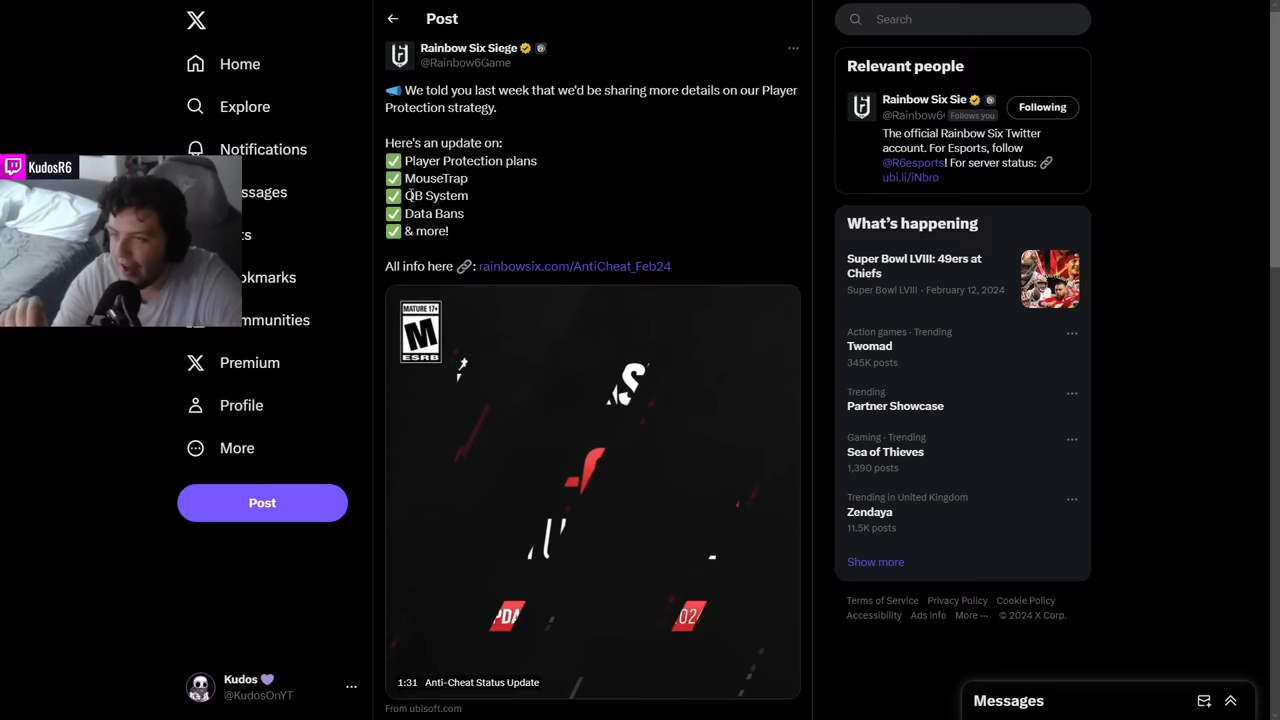 Home
Explore
Notifications
KudosR6
ssages
ts
okmarks
mmunities
Premium
Profile
More
Post
Kudos 💜
@KudosOnYT
Post
Rainbow Six Siege
@Rainbow6Game
📣 We told you last week that we'd be sharing more details on our Player
Protection strategy.
Here's an update on:
✅ Player Protection plans
✅ MouseTrap
✅ QB System
✅ Data Bans
✅ & more!
All info here 🔗: rainbowsix.com/AntiCheat_Feb24
MATURE 17+
M
ESRB
1:31 Anti-Cheat Status Update
From ubisoft.com
Search
Relevant people
Rainbow Six Sie
@Rainbow6 Follows you
Following
The official Rainbow Six Twitter
account. For Esports, follow
@R6esports! For server status: 🔗
ubi.li/iNbro
What's happening
Super Bowl LVIII: 49ers at
Chiefs
Super Bowl LVIII · February 12, 2024
Action games · Trending
Twomad
345K posts
Trending
Partner Showcase
Gaming · Trending
Sea of Thieves
1,390 posts
Trending in United Kingdom
Zendaya
11.5K posts
Show more
Terms of Service Privacy Policy Cookie Policy
Accessibility Ads info More ··· © 2024 X Corp.
Messages